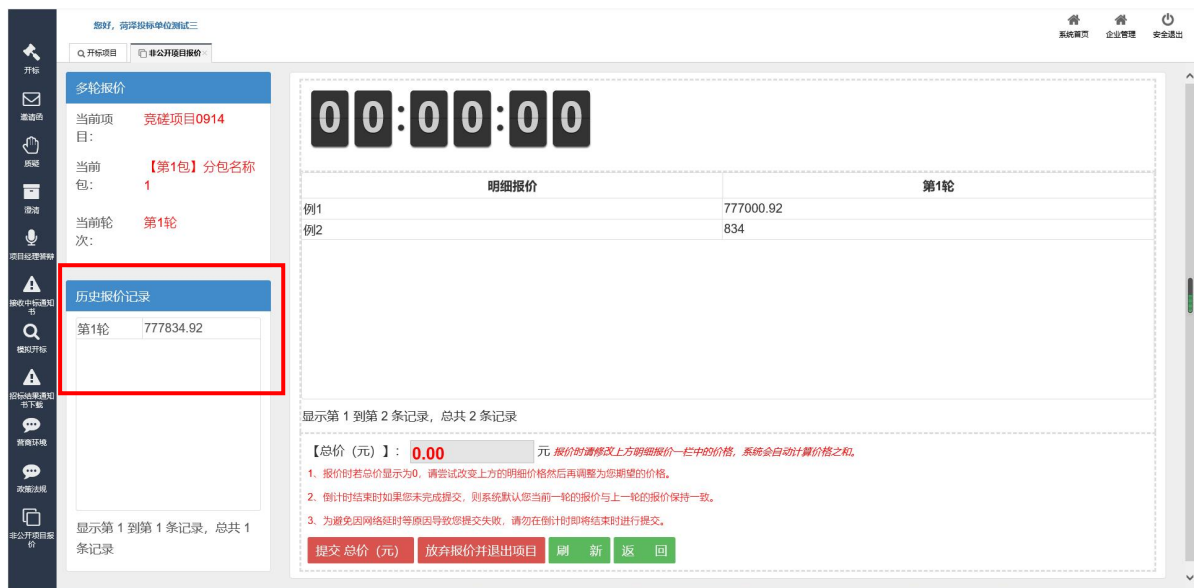 您好，菏泽投标单位测试三
系统首页
企业管理
安全退出
开标项目
非公开项目报价
开标
邀请函
质疑
澄清
项目经理答辩
接收中标通知
书
模拟开标
招标结果通知
书下载
营商环境
政策法规
非公开项目报
价
多轮报价
当前项
目：
竞磋项目0914
当前
包：
【第1包】分包名称
1
当前轮
次：
第1轮
历史报价记录
第1轮 777834.92
显示第 1 到第 1 条记录，总共 1
条记录
00:00:00
明细报价 第1轮
例1 777000.92
例2 834
显示第 1 到第 2 条记录，总共 2 条记录
【总价（元）】： 0.00 元 报价时请修改上方明细报价一栏中的价格，系统会自动计算价格之和。
1、报价时若总价显示为0，请尝试改变上方的明细价格然后再调整为您期望的价格。
2、倒计时结束时如果您未完成提交，则系统默认您当前一轮的报价与上一轮的报价保持一致。
3、为避免因网络延时等原因导致您提交失败，请勿在倒计时即将结束时进行提交。
提交 总价（元） 放弃报价并退出项目 刷 新 返 回